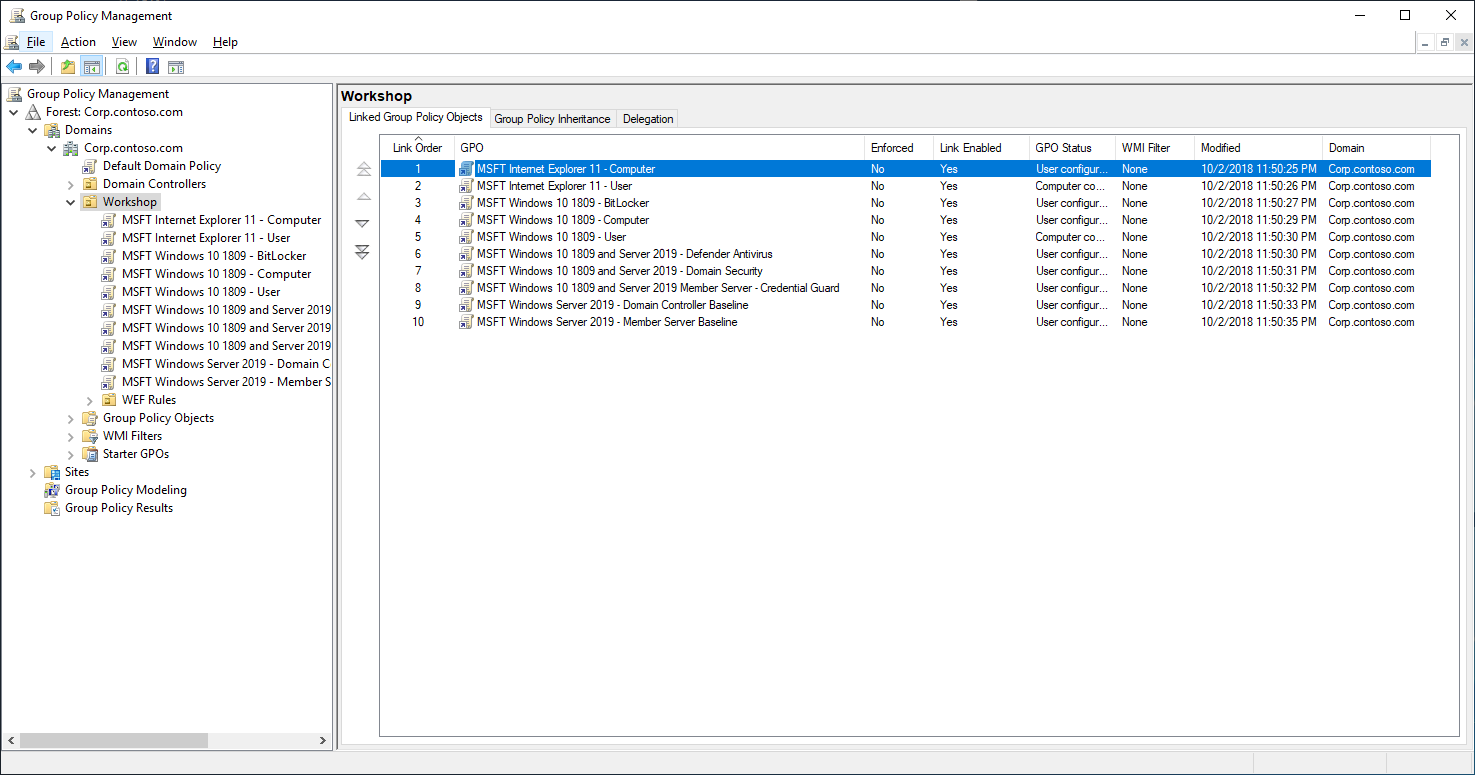 Group Policy Management
File Action View Window Help
Group Policy Management
Forest: Corp.contoso.com
Domains
Corp.contoso.com
Default Domain Policy
Domain Controllers
Workshop
MSFT Internet Explorer 11 - Computer
MSFT Internet Explorer 11 - User
MSFT Windows 10 1809 - BitLocker
MSFT Windows 10 1809 - Computer
MSFT Windows 10 1809 - User
MSFT Windows 10 1809 and Server 2019
MSFT Windows 10 1809 and Server 2019
MSFT Windows 10 1809 and Server 2019
MSFT Windows Server 2019 - Domain C
MSFT Windows Server 2019 - Member S
WEF Rules
Group Policy Objects
WMI Filters
Starter GPOs
Sites
Group Policy Modeling
Group Policy Results
Workshop
Linked Group Policy Objects Group Policy Inheritance Delegation
Link Order GPO Enforced Link Enabled GPO Status WMI Filter Modified Domain
1 MSFT Internet Explorer 11 - Computer No Yes User configur... None 10/2/2018 11:50:25 PM Corp.contoso.com
2 MSFT Internet Explorer 11 - User No Yes Computer co... None 10/2/2018 11:50:26 PM Corp.contoso.com
3 MSFT Windows 10 1809 - BitLocker No Yes User configur... None 10/2/2018 11:50:27 PM Corp.contoso.com
4 MSFT Windows 10 1809 - Computer No Yes User configur... None 10/2/2018 11:50:29 PM Corp.contoso.com
5 MSFT Windows 10 1809 - User No Yes Computer co... None 10/2/2018 11:50:30 PM Corp.contoso.com
6 MSFT Windows 10 1809 and Server 2019 - Defender Antivirus No Yes User configur... None 10/2/2018 11:50:30 PM Corp.contoso.com
7 MSFT Windows 10 1809 and Server 2019 - Domain Security No Yes User configur... None 10/2/2018 11:50:31 PM Corp.contoso.com
8 MSFT Windows 10 1809 and Server 2019 Member Server - Credential Guard No Yes User configur... None 10/2/2018 11:50:32 PM Corp.contoso.com
9 MSFT Windows Server 2019 - Domain Controller Baseline No Yes User configur... None 10/2/2018 11:50:33 PM Corp.contoso.com
10 MSFT Windows Server 2019 - Member Server Baseline No Yes User configur... None 10/2/2018 11:50:35 PM Corp.contoso.com